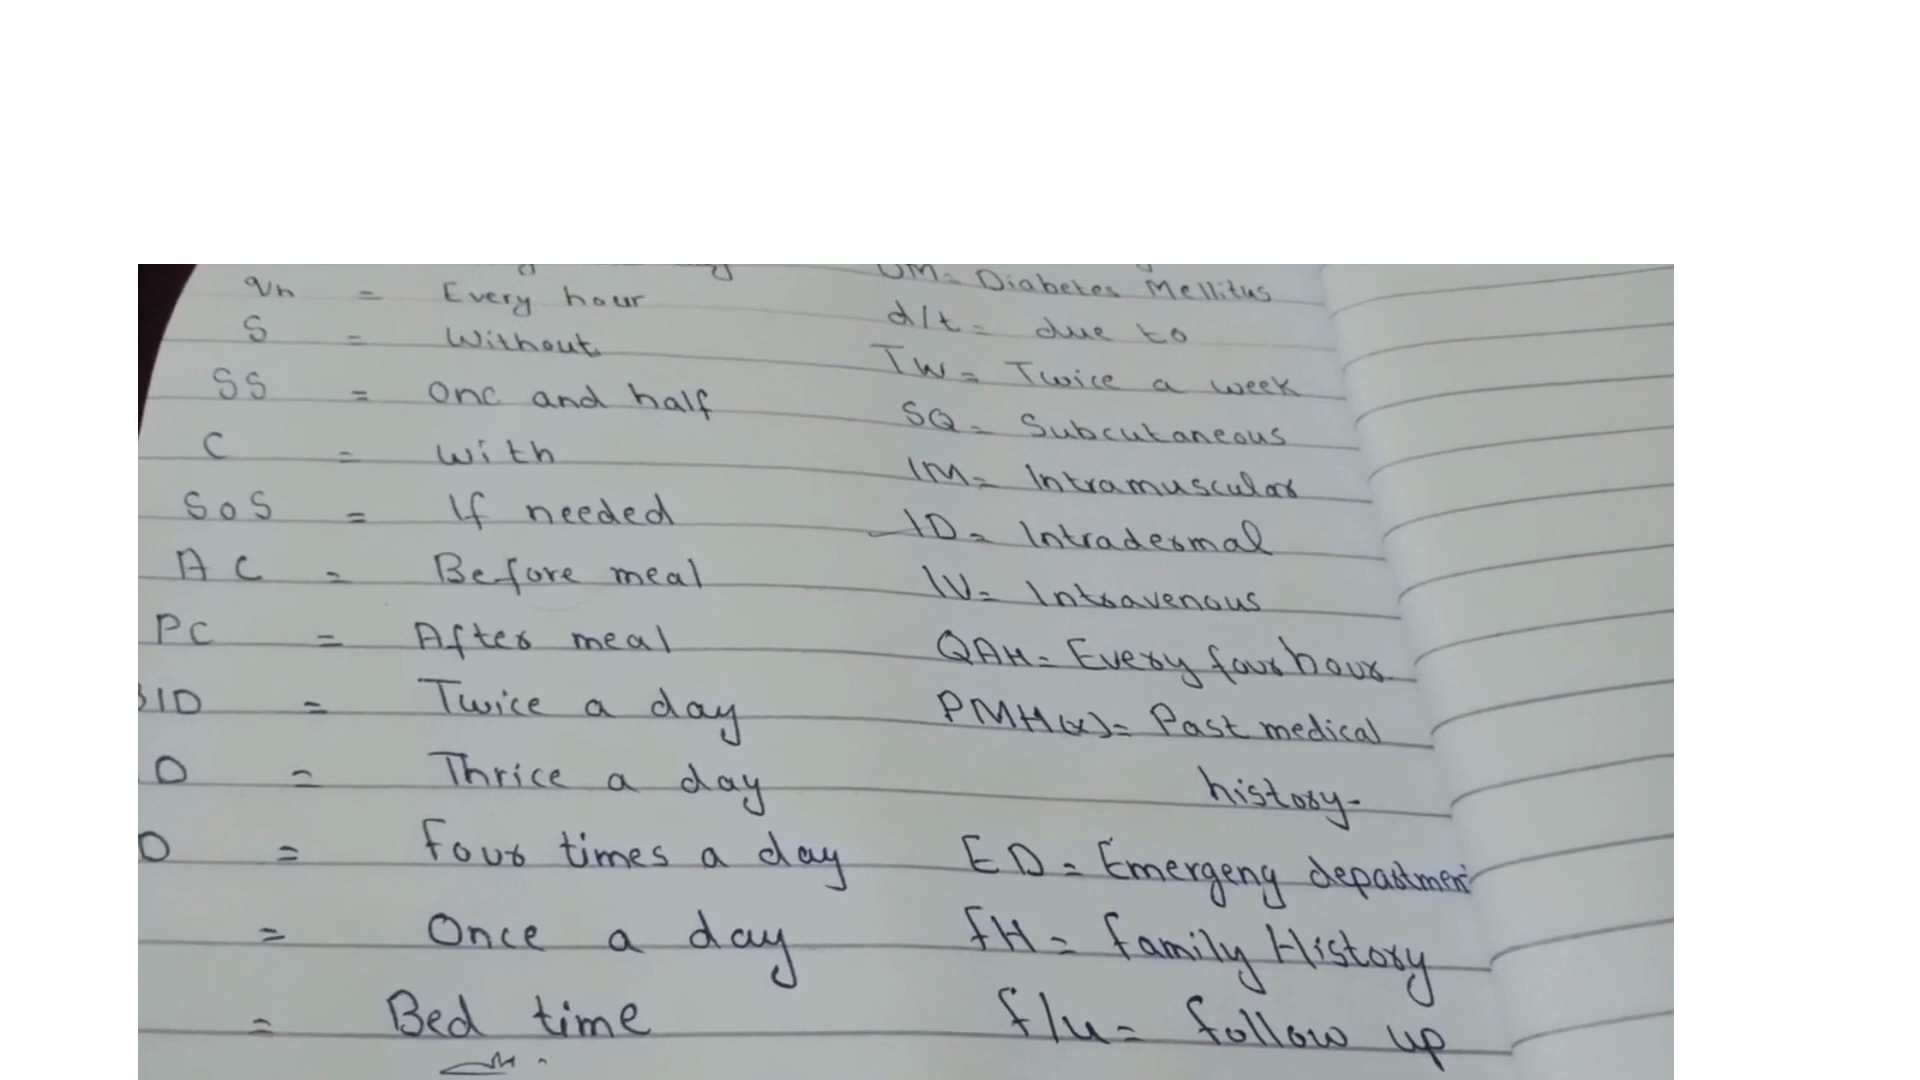 qh = Every hour
S = Without
SS = One and half
C = With
SOS = If needed
AC = Before meal
PC = After meal
BID = Twice a day
D = Thrice a day
D = Four times a day
= Once a day
= Bed time
DM = Diabetes Mellitus
d/t = due to
TW = Twice a week
SQ = Subcutaneous
IM = Intramuscular
ID = Intradermal
IV = Intravenous
Q4H = Every four hour
PMH(x) = Past medical
history-
ED = Emergeny department
FH = Family History
f/u = follow up